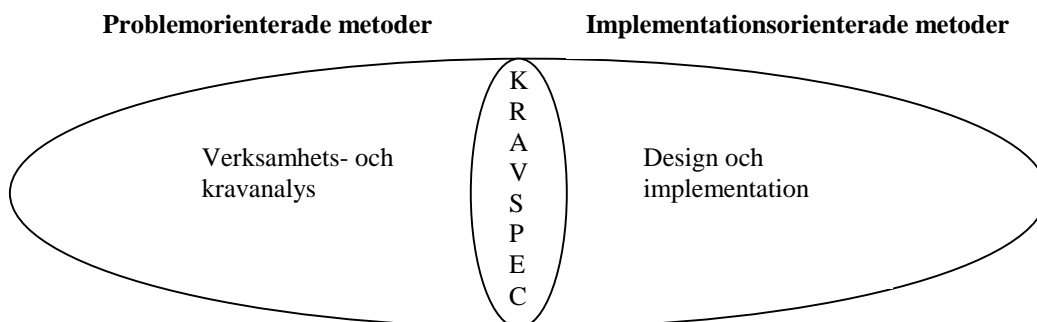 Problemorienterade metoder
Implementationsorienterade metoder
Verksamhets- och
kravanalys
K
R
A
V
S
P
E
C
Design och
implementation